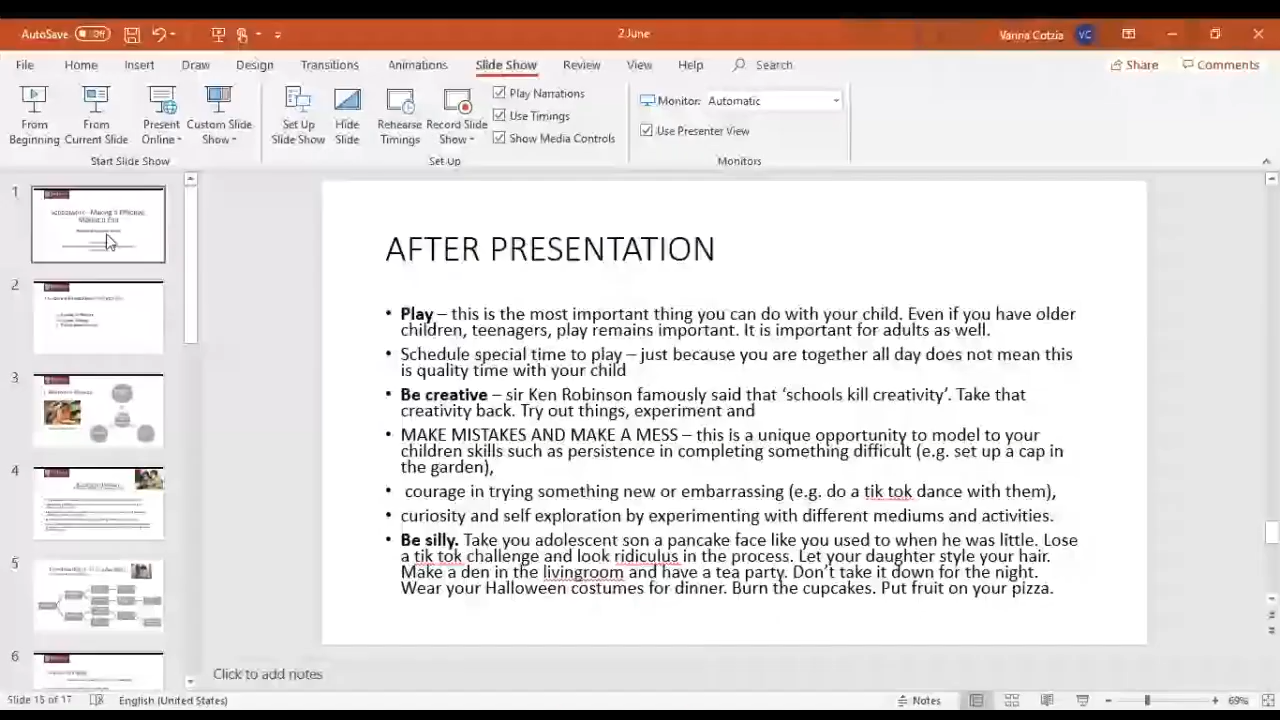 AutoSave Off 2.June Vanna Cotzia VC
File Home Insert Draw Design Transitions Animations Slide Show Review View Help Search Share Comments
From Beginning
From Current Slide
Present Online
Custom Slide Show
Set Up Slide Show
Hide Slide
Rehearse Timings
Record Slide Show
Play Narrations
Use Timings
Show Media Controls
Monitor: Automatic
Use Presenter View
Start Slide Show Set Up Monitors
1
2
3
4
5
6
AFTER PRESENTATION
• Play – this is the most important thing you can do with your child. Even if you have older
children, teenagers, play remains important. It is important for adults as well.
• Schedule special time to play – just because you are together all day does not mean this
is quality time with your child
• Be creative – sir Ken Robinson famously said that ‘schools kill creativity’. Take that
creativity back. Try out things, experiment and
• MAKE MISTAKES AND MAKE A MESS – this is a unique opportunity to model to your
children skills such as persistence in completing something difficult (e.g. set up a cap in
the garden),
• courage in trying something new or embarrassing (e.g. do a tik tok dance with them),
• curiosity and self exploration by experimenting with different mediums and activities.
• Be silly. Take you adolescent son a pancake face like you used to when he was little. Lose
a tik tok challenge and look ridiculus in the process. Let your daughter style your hair.
Make a den in the livingroom and have a tea party. Don’t take it down for the night.
Wear your Halloween costumes for dinner. Burn the cupcakes. Put fruit on your pizza.
Click to add notes
Slide 15 of 17 English (United States) Notes 69%